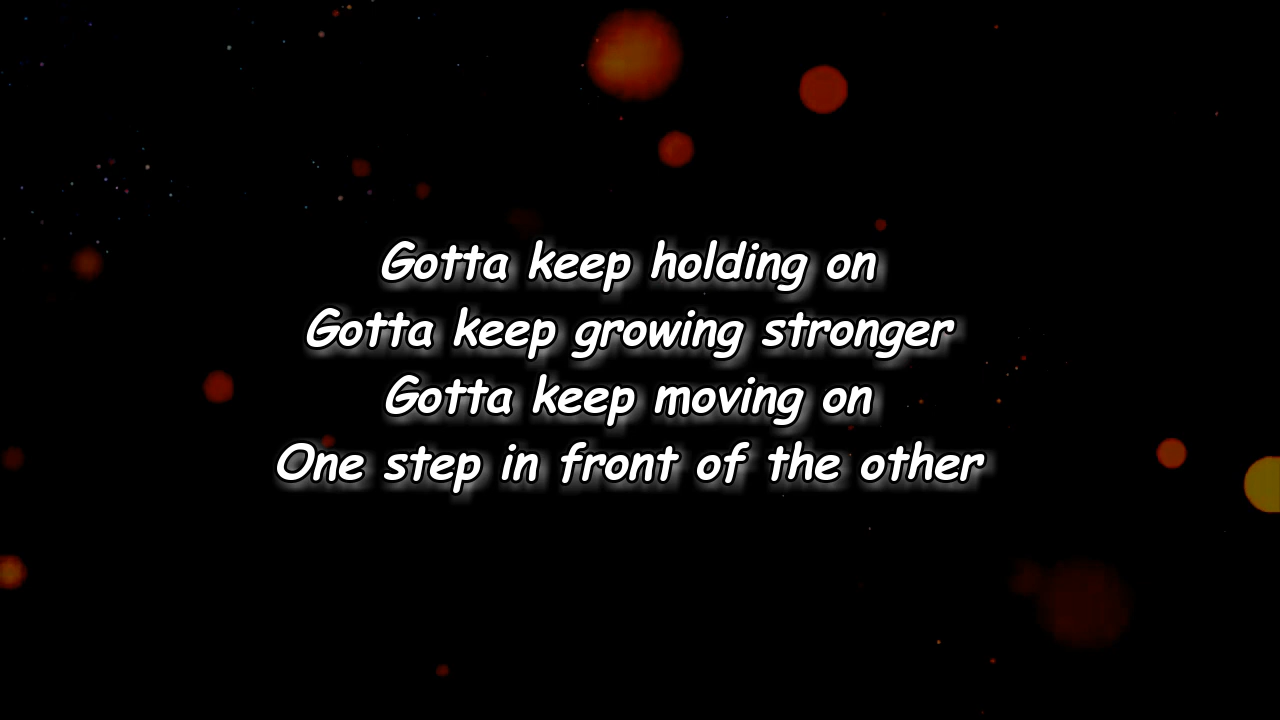 Gotta keep holding on
Gotta keep growing stronger
Gotta keep moving on
One step in front of the other